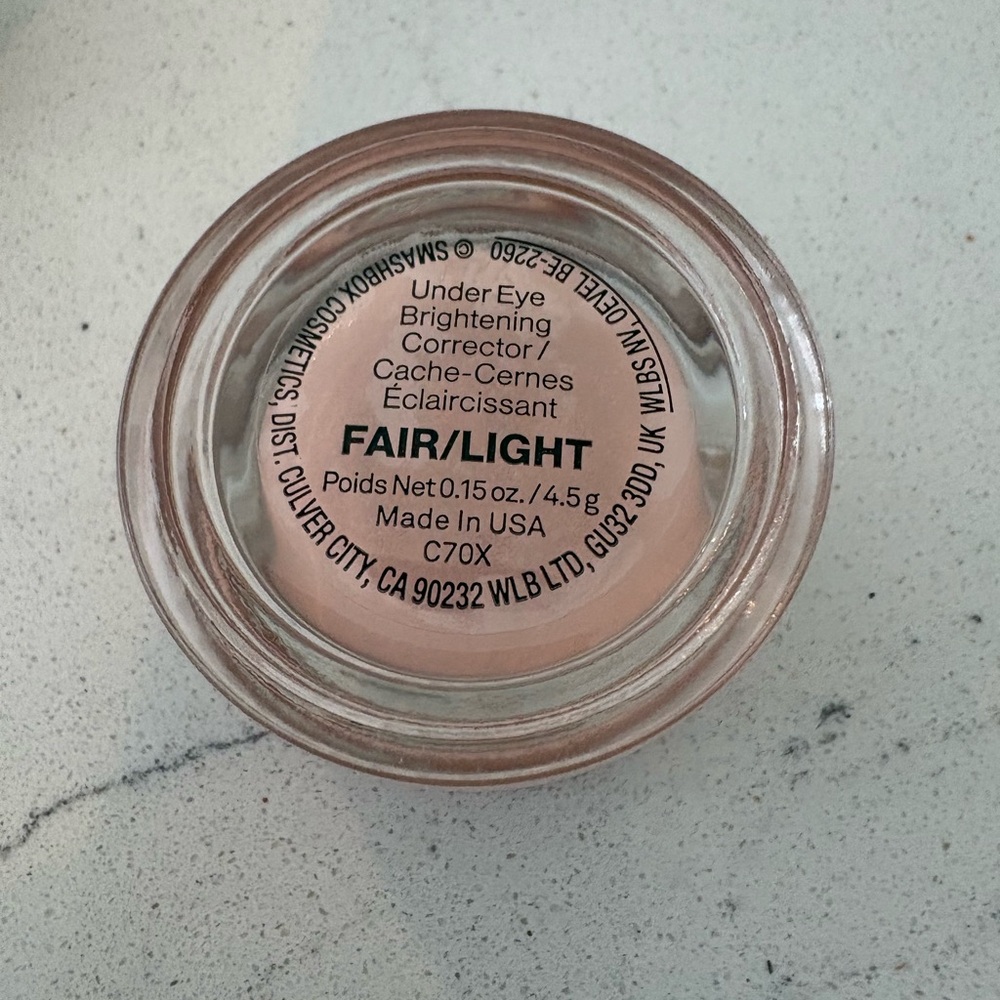 Under Eye
Brightening
Corrector /
Cache-Cernes
Éclaircissant
FAIR/LIGHT
Poids Net 0.15 oz. / 4.5 g
Made In USA
C70X
© SMASHBOX COSMETICS, DIST. CULVER CITY, CA 90232 WLB LTD, GU32 3DD, UK WLBS NV, OEVEL BE-2260